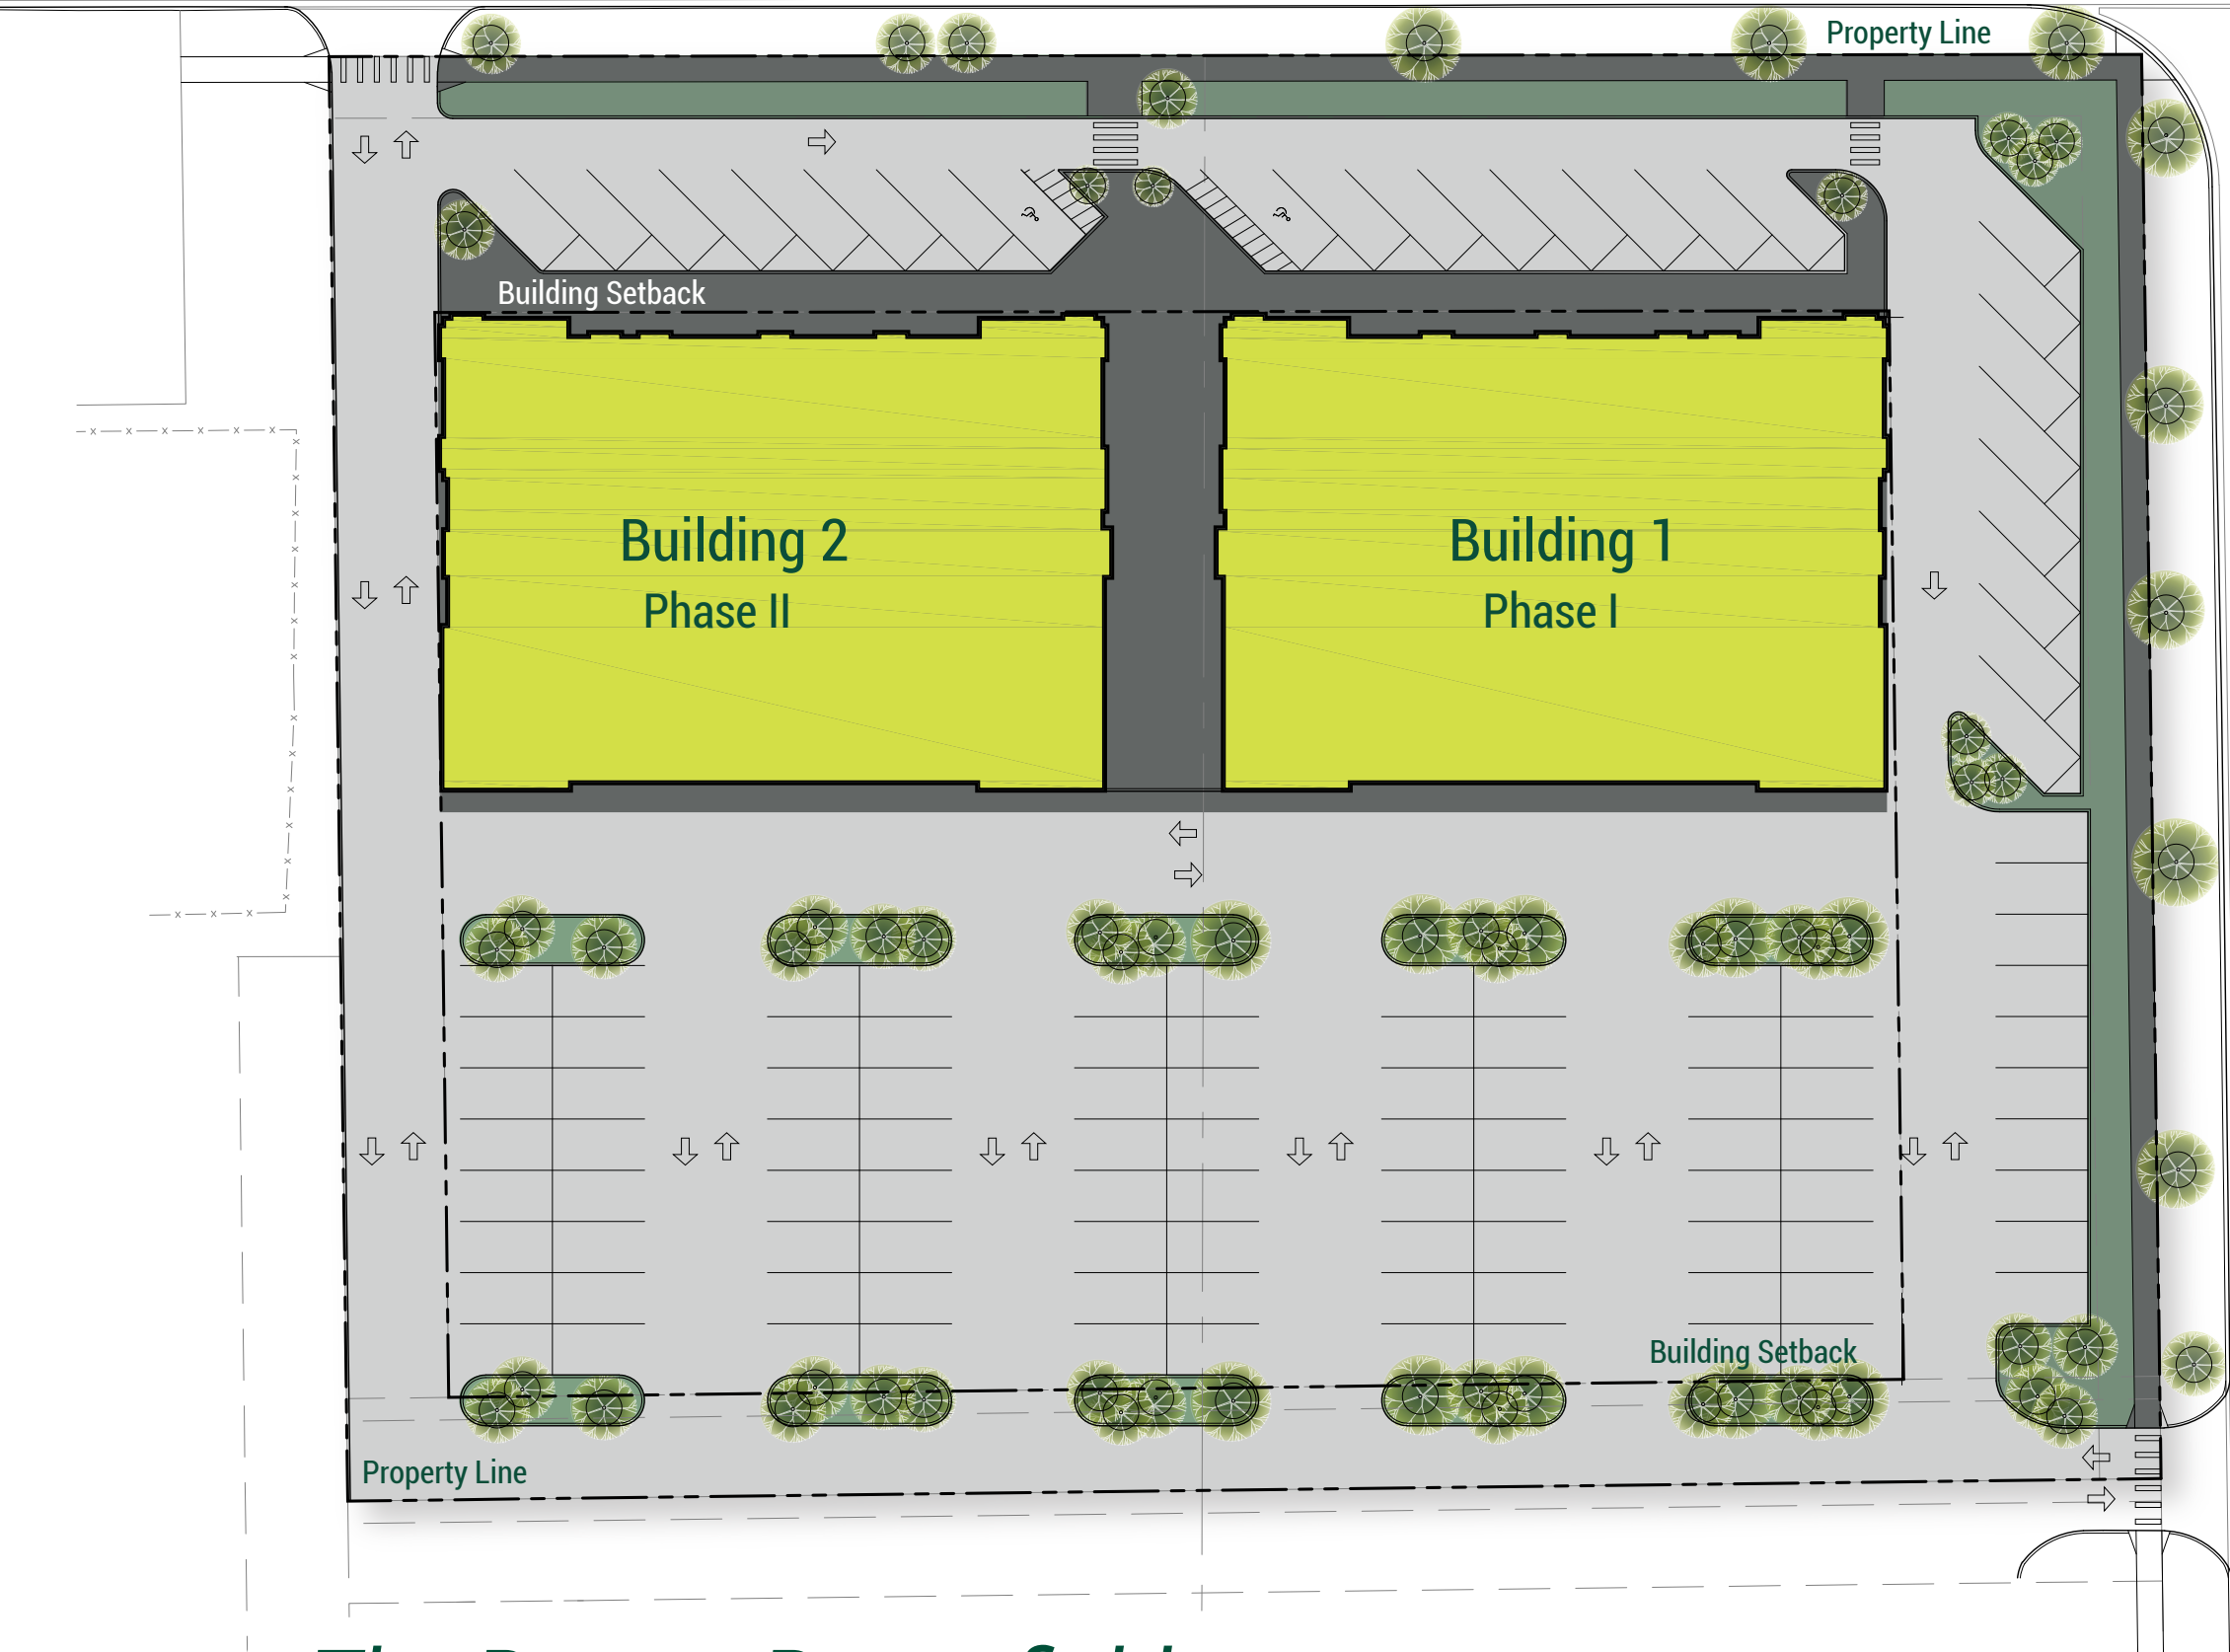 Property Line
Building Setback
Building 2
Phase II
Building 1
Phase I
Building Setback
Property Line